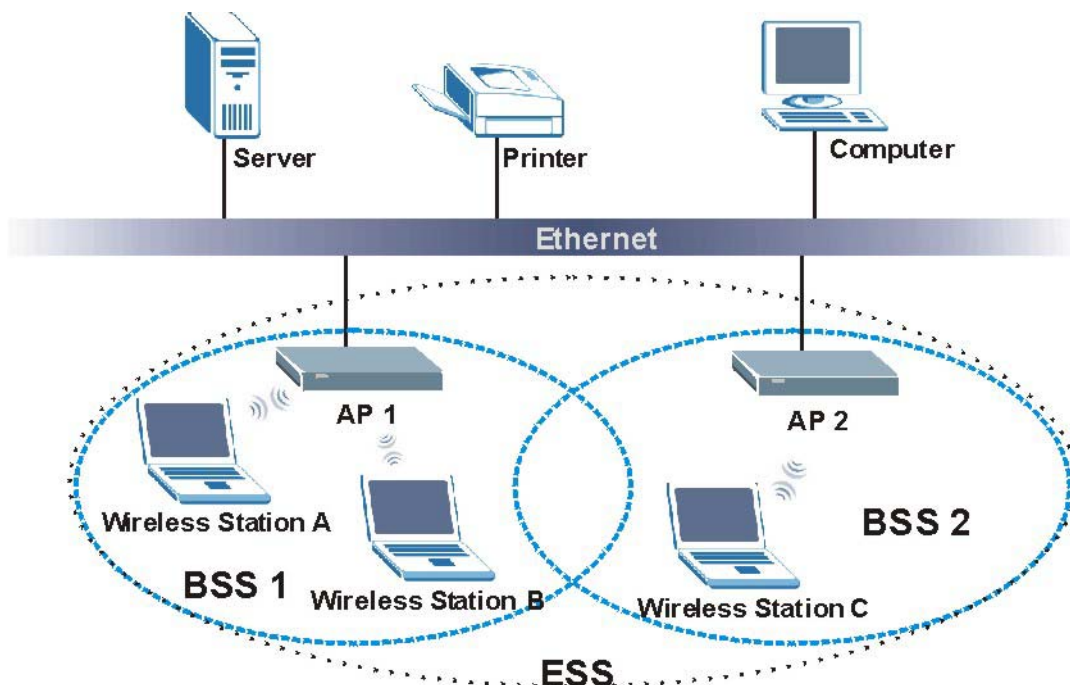 Server
Printer
Computer
Ethernet
AP 1
AP 2
Wireless Station A
BSS 2
BSS 1
Wireless Station B
Wireless Station C
ESS